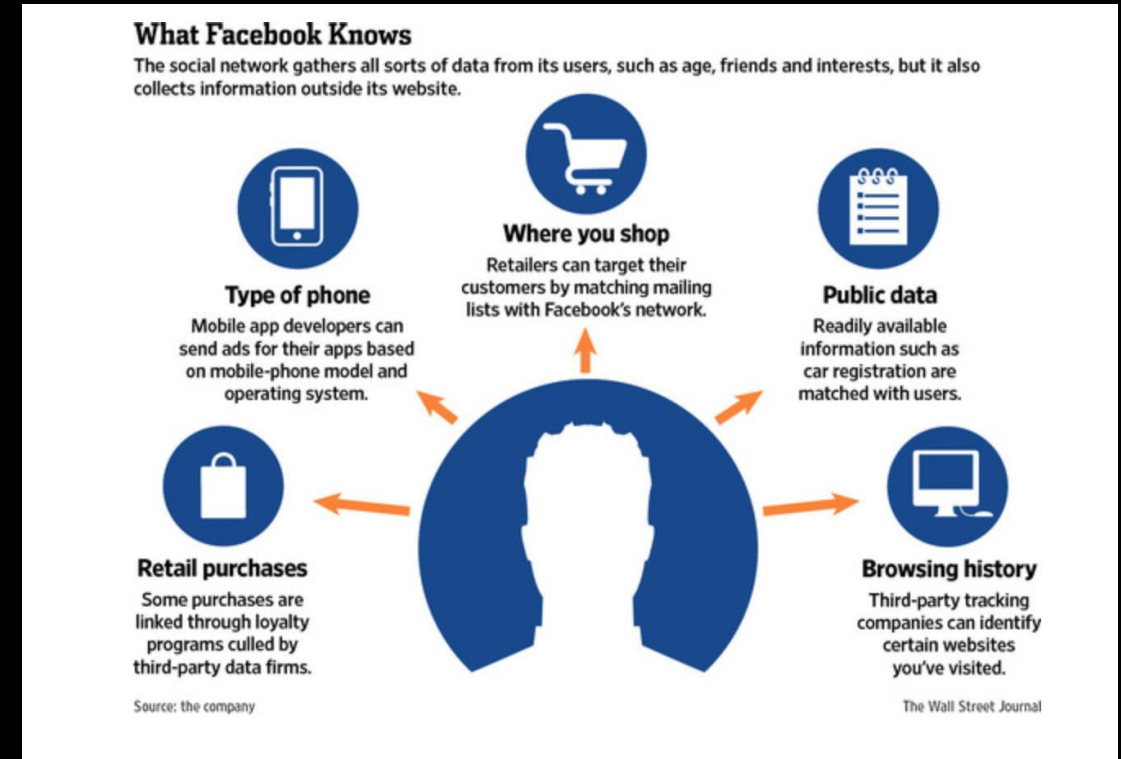 What Facebook Knows
The social network gathers all sorts of data from its users, such as age, friends and interests, but it also
collects information outside its website.
Where you shop
Retailers can target their
customers by matching mailing
lists with Facebook's network.
Type of phone
Mobile app developers can
send ads for their apps based
on mobile-phone model and
operating system.
Public data
Readily available
information such as
car registration are
matched with users.
Retail purchases
Some purchases are
linked through loyalty
programs culled by
third-party data firms.
Browsing history
Third-party tracking
companies can identify
certain websites
you've visited.
Source: the company
The Wall Street Journal